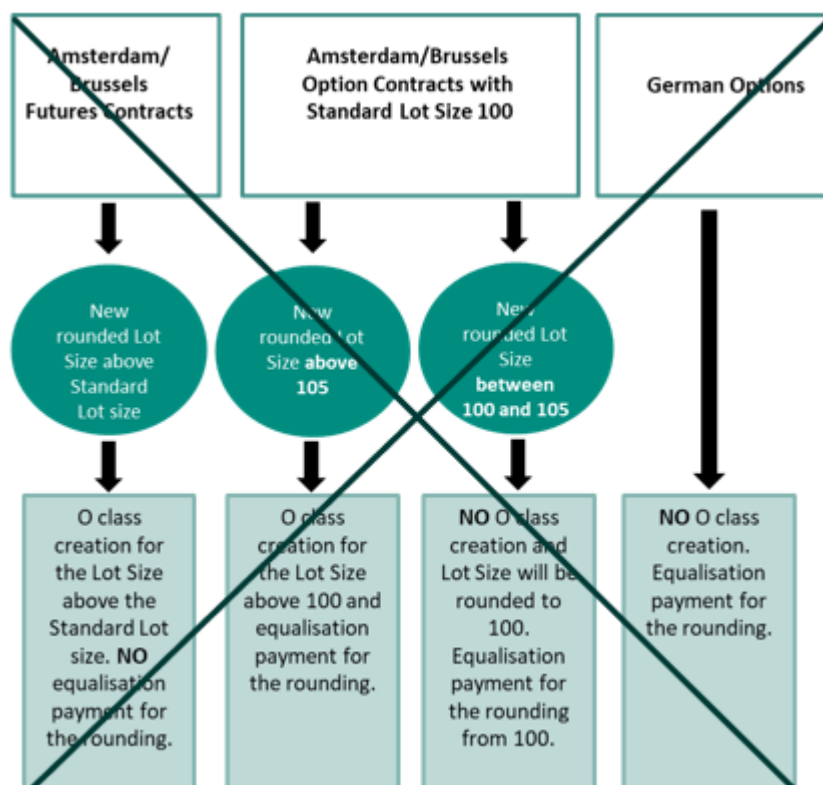 Amsterdam/
Brussels
Futures Contracts
Amsterdam/Brussels
Option Contracts with
Standard Lot Size 100
German Options
New
rounded Lot
Size above
Standard
Lot size
New
rounded Lot
Size above
105
New
rounded Lot
Size
between
100 and 105
O class
creation for
the Lot Size
above the
Standard Lot
size. NO
equalisation
payment for
the rounding.
O class
creation for
the Lot Size
above 100 and
equalisation
payment for
the rounding.
NO O class
creation and
Lot Size will be
rounded to
100.
Equalisation
payment for
the rounding
from 100.
NO O class
creation.
Equalisation
payment for
the rounding.